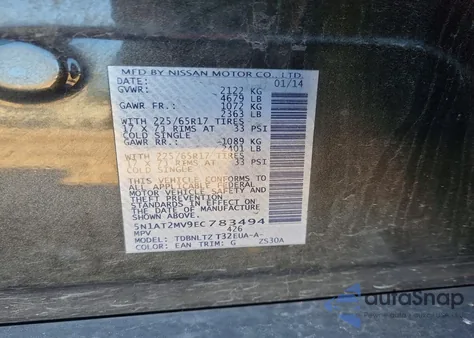 MFD BY NISSAN MOTOR CO., LTD.
DATE: 01/14
GVWR: 2122 KG
4679 LB
GAWR FR.: 1072 KG
2363 LB
WITH 225/65R17 TIRES
17 X 7J RIMS AT 33 PSI
COLD SINGLE
GAWR RR.: 1089 KG
2401 LB
WITH 225/65R17 TIRES
17 X 7J RIMS AT 33 PSI
COLD SINGLE
THIS VEHICLE CONFORMS TO
ALL APPLICABLE FEDERAL
MOTOR VEHICLE SAFETY AND
THEFT PREVENTION
STANDARDS IN EFFECT ON
THE DATE OF MANUFACTURE
SHOWN ABOVE.
5N1AT2MV9EC783494
MPV 426
MODEL: TDBNLTZ T32EUA-A-
COLOR: EAN TRIM: G ZS30A
autoSnap